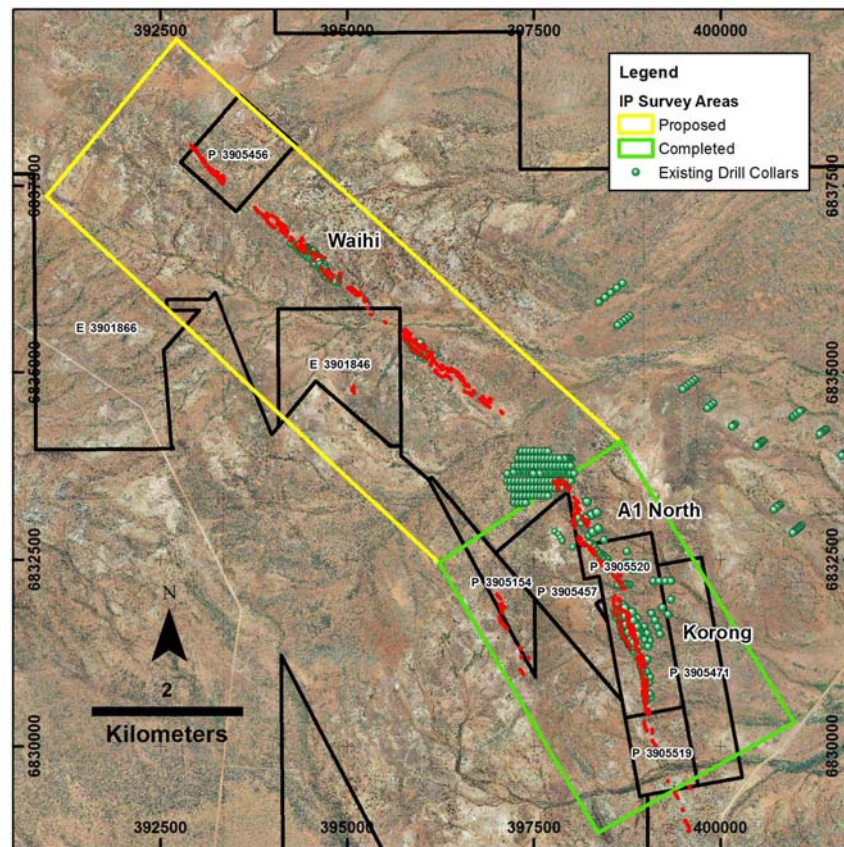 392500 395000 397500 400000
Legend
IP Survey Areas
Proposed
Completed
Existing Drill Collars
6837500
6837500
P 3905456
Waihi
E 3901866
E 3901846
6835000
6835000
A1 North
6832500
6832500
P 3905520
P 3905154
P 3905457
Korong
P 3905471
N
2
Kilometers
6830000
6830000
P 3905519
392500 395000 397500 400000